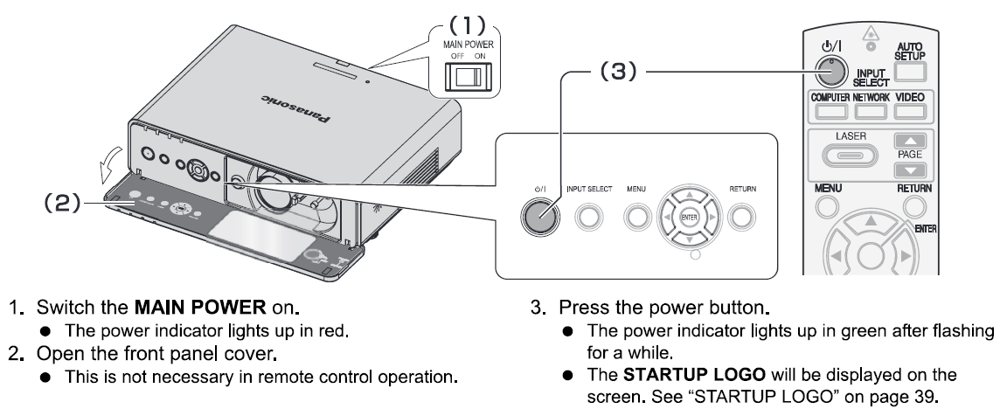 (1)
MAIN POWER
OFF ON
Panasonic
(2)
(3)
⏻/I
INPUT SELECT
MENU
ENTER
RETURN
⏻/I
AUTO
SETUP
INPUT
SELECT
COMPUTER NETWORK VIDEO
LASER
PAGE
MENU RETURN
ENTER
1. Switch the MAIN POWER on.
● The power indicator lights up in red.
2. Open the front panel cover.
● This is not necessary in remote control operation.
3. Press the power button.
● The power indicator lights up in green after flashing
for a while.
● The STARTUP LOGO will be displayed on the
screen. See “STARTUP LOGO” on page 39.